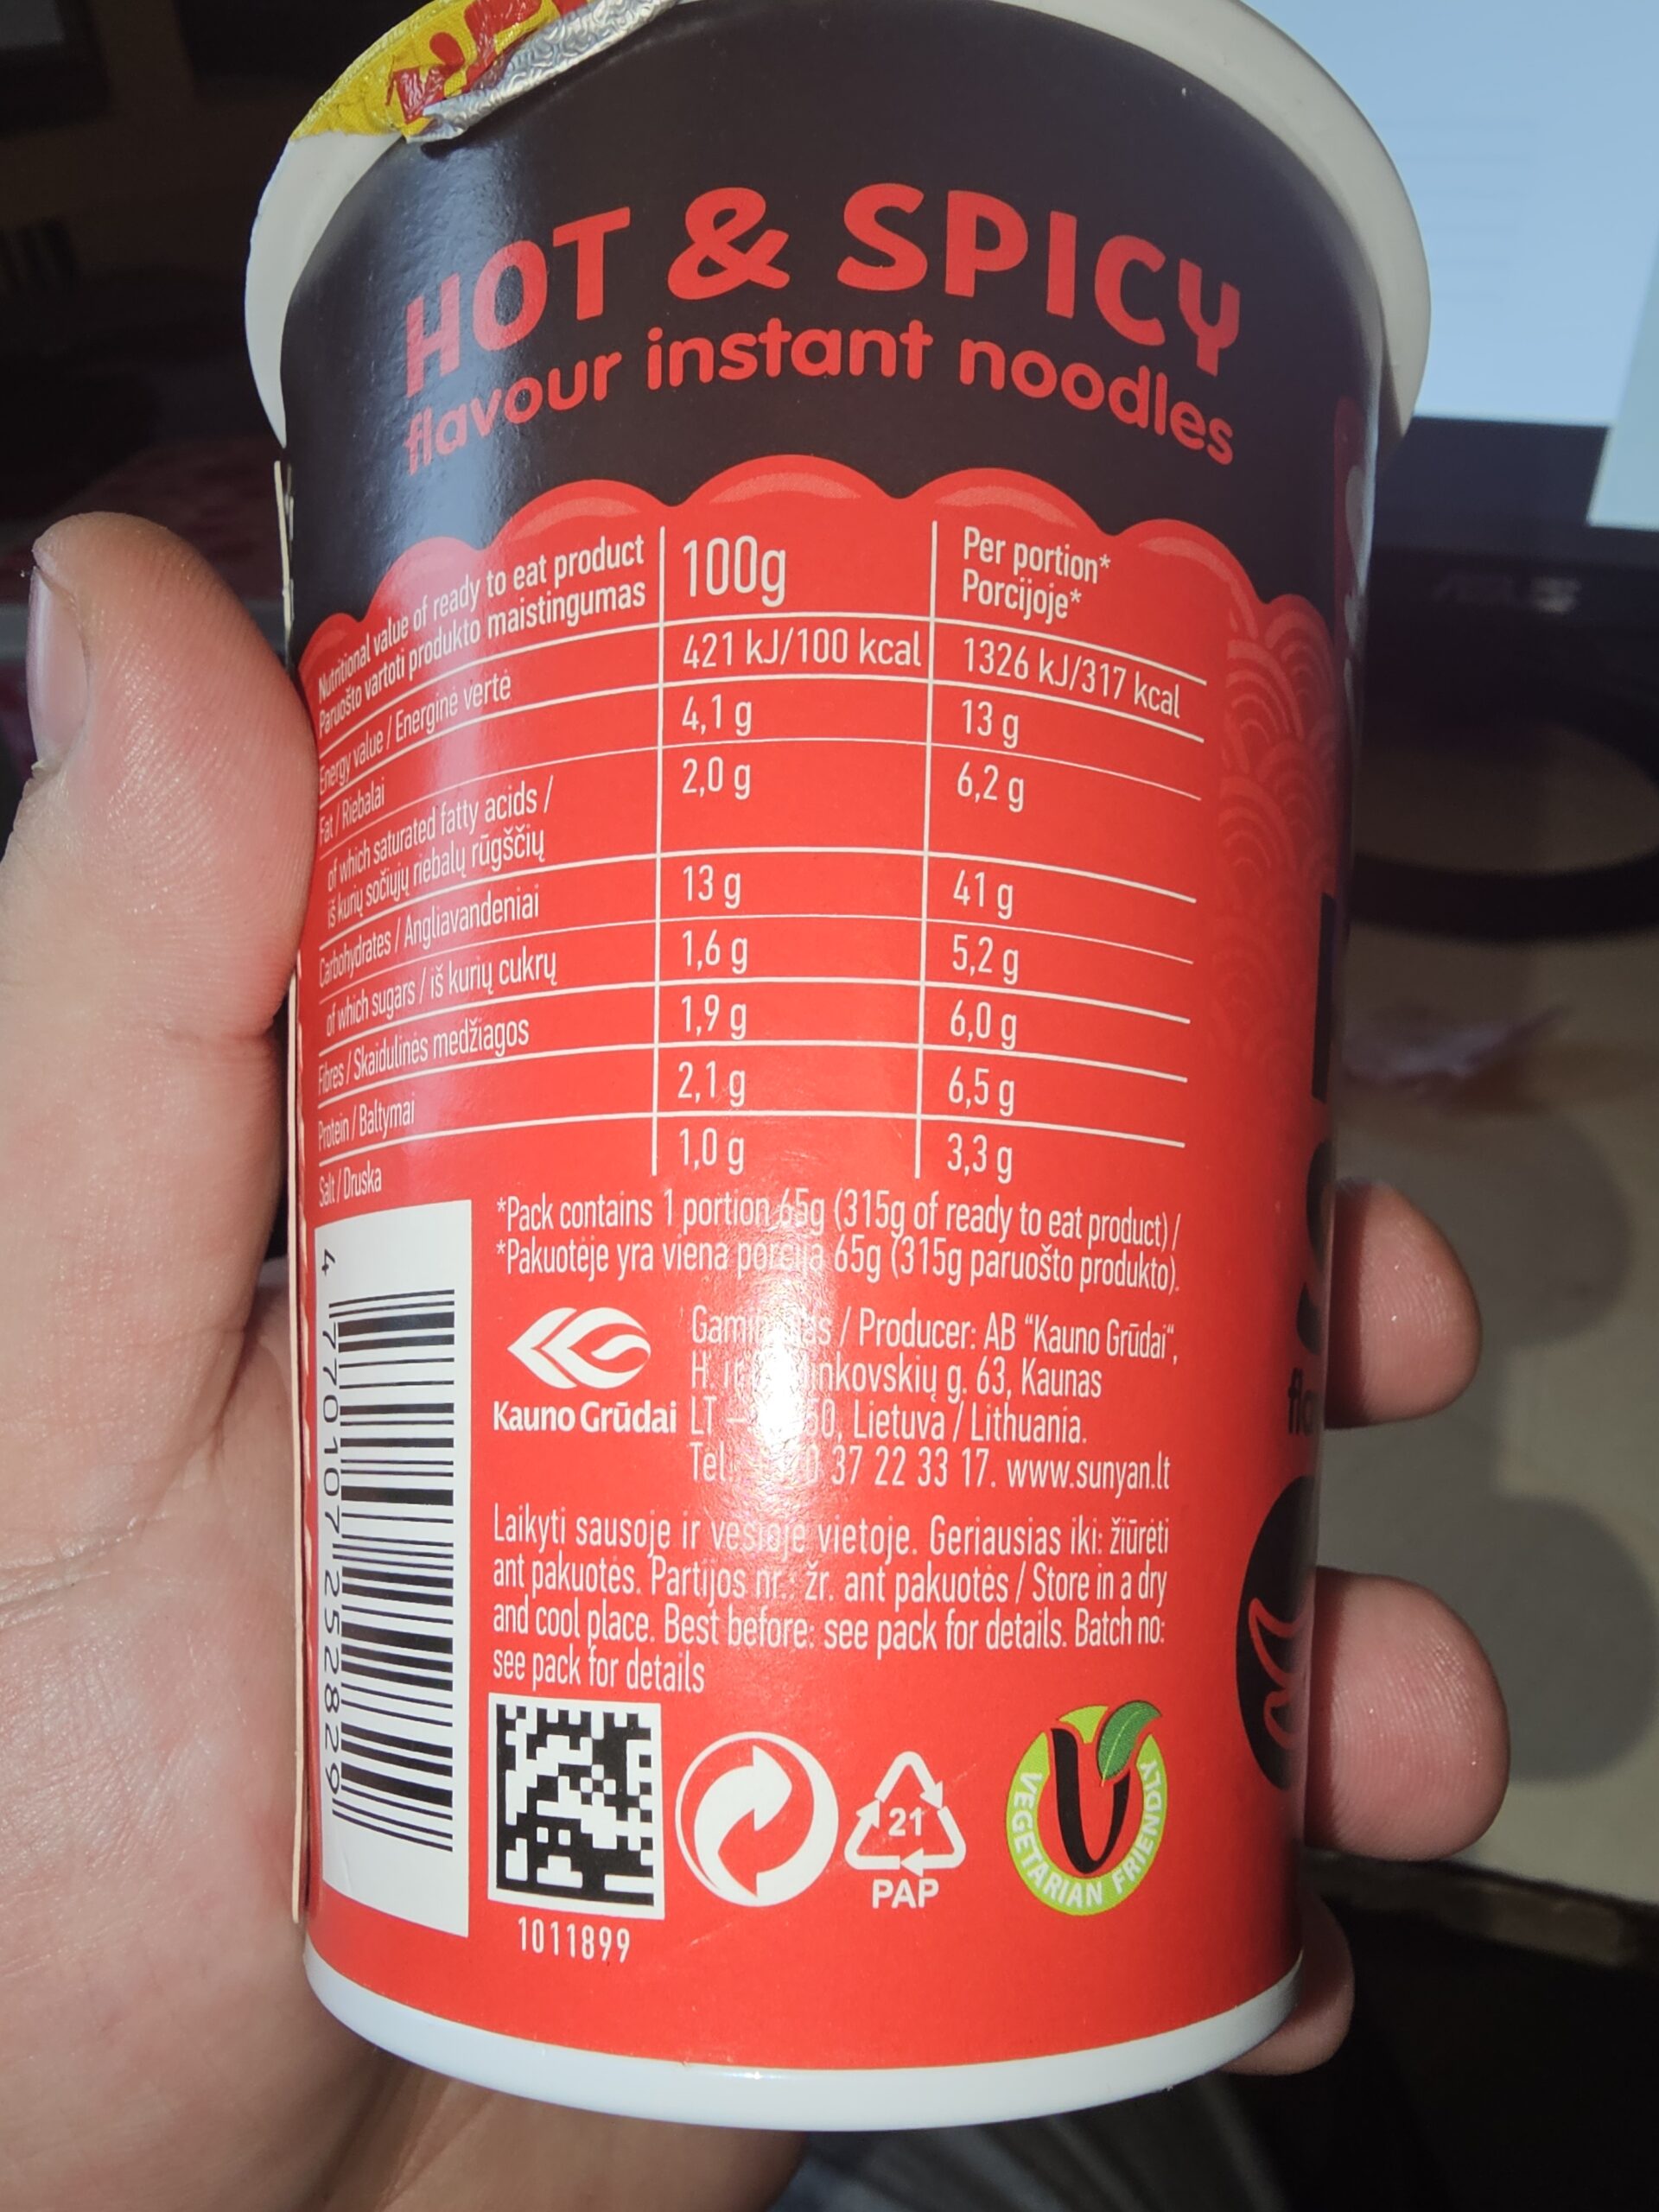 HOT & SPICY
flavour instant noodles
Nutritional value of ready to eat product
Paruošto vartoti produkto maistingumas
100g
Per portion*
Porcijoje*
Energy value / Energinė vertė 421 kJ/100 kcal 1326 kJ/317 kcal
Fat / Riebalai 4,1 g 13 g
of which saturated fatty acids /
iš kurių sočiųjų riebalų rūgščių
2,0 g 6,2 g
Carbohydrates / Angliavandeniai 13 g 41 g
of which sugars / iš kurių cukrų 1,6 g 5,2 g
Fibres / Skaidulinės medžiagos 1,9 g 6,0 g
Protein / Baltymai 2,1 g 6,5 g
Salt / Druska 1,0 g 3,3 g
*Pack contains 1 portion 65g (315g of ready to eat product) /
*Pakuotėje yra viena porcija 65g (315g paruošto produkto).
Kauno Grūdai
/ Producer: AB "Kauno Grūdai",
H. ir g. 63, Kaunas
LT – Lietuva / Lithuania.
Tel. 37 22 33 17. www.sunyan.lt
Laikyti sausoje ir vėsioje vietoje. Geriausias iki: žiūrėti
ant pakuotės. Partijos nr. žr. ant pakuotės / Store in a dry
and cool place. Best before: see pack for details. Batch no:
see pack for details
4 770107 252829
1011899
21
PAP
VEGETARIAN FRIENDLY